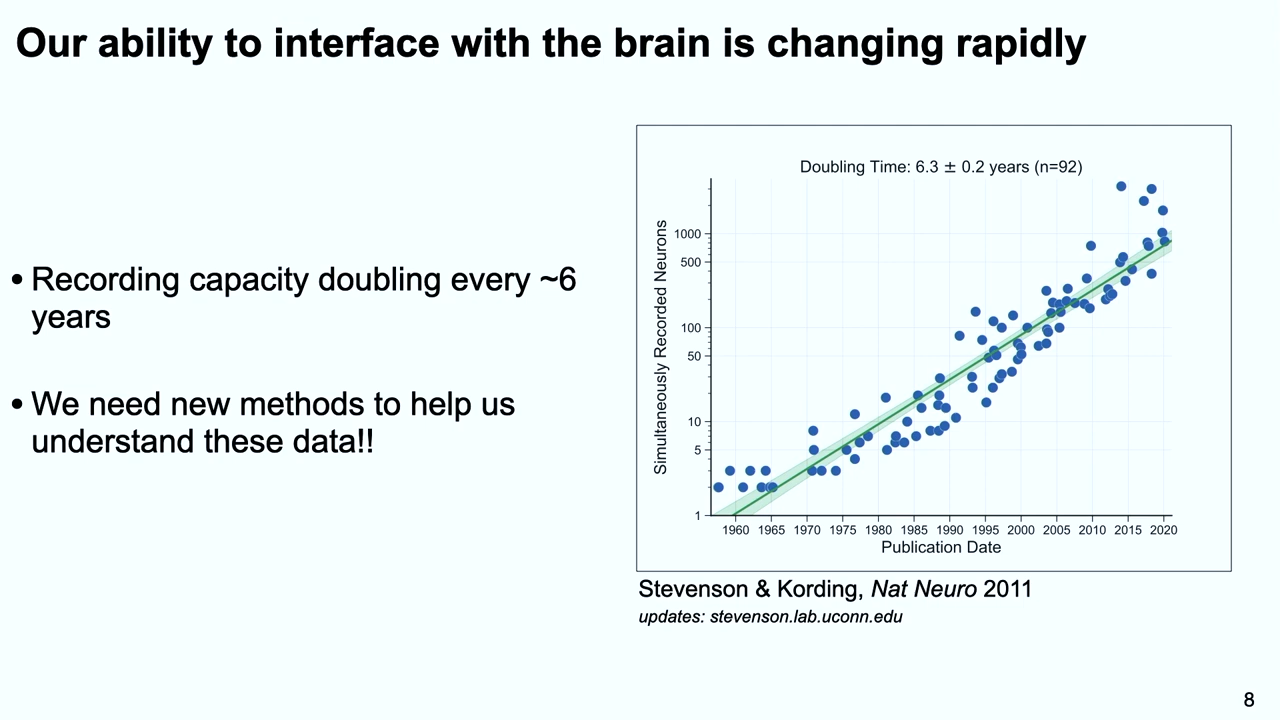 Our ability to interface with the brain is changing rapidly
• Recording capacity doubling every ~6
years
• We need new methods to help us
understand these data!!
Doubling Time: 6.3 ± 0.2 years (n=92)
Simultaneously Recorded Neurons
1000
500
100
50
10
5
1
1960 1965 1970 1975 1980 1985 1990 1995 2000 2005 2010 2015 2020
Publication Date
Stevenson & Kording, Nat Neuro 2011
updates: stevenson.lab.uconn.edu
8